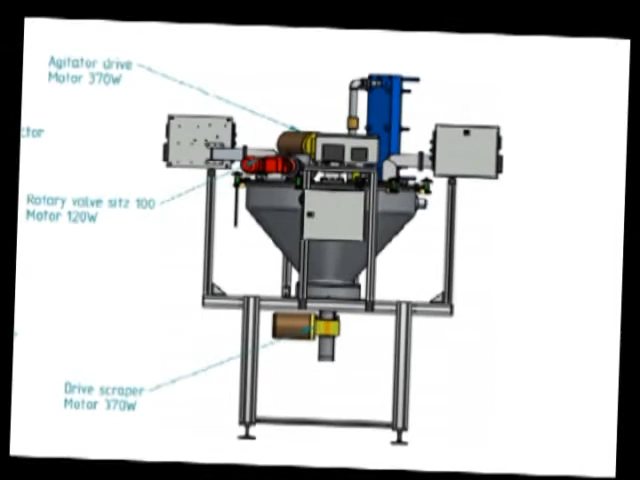 Agitator drive
Motor 370W
ctor
Rotary valve sitz 100
Motor 120W
Drive scraper
Motor 370W